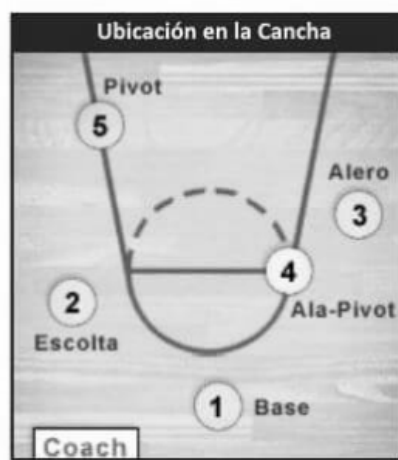 Ubicación en la Cancha
Pivot
5
Alero
3
4
Ala-Pivot
2
Escolta
1 Base
Coach